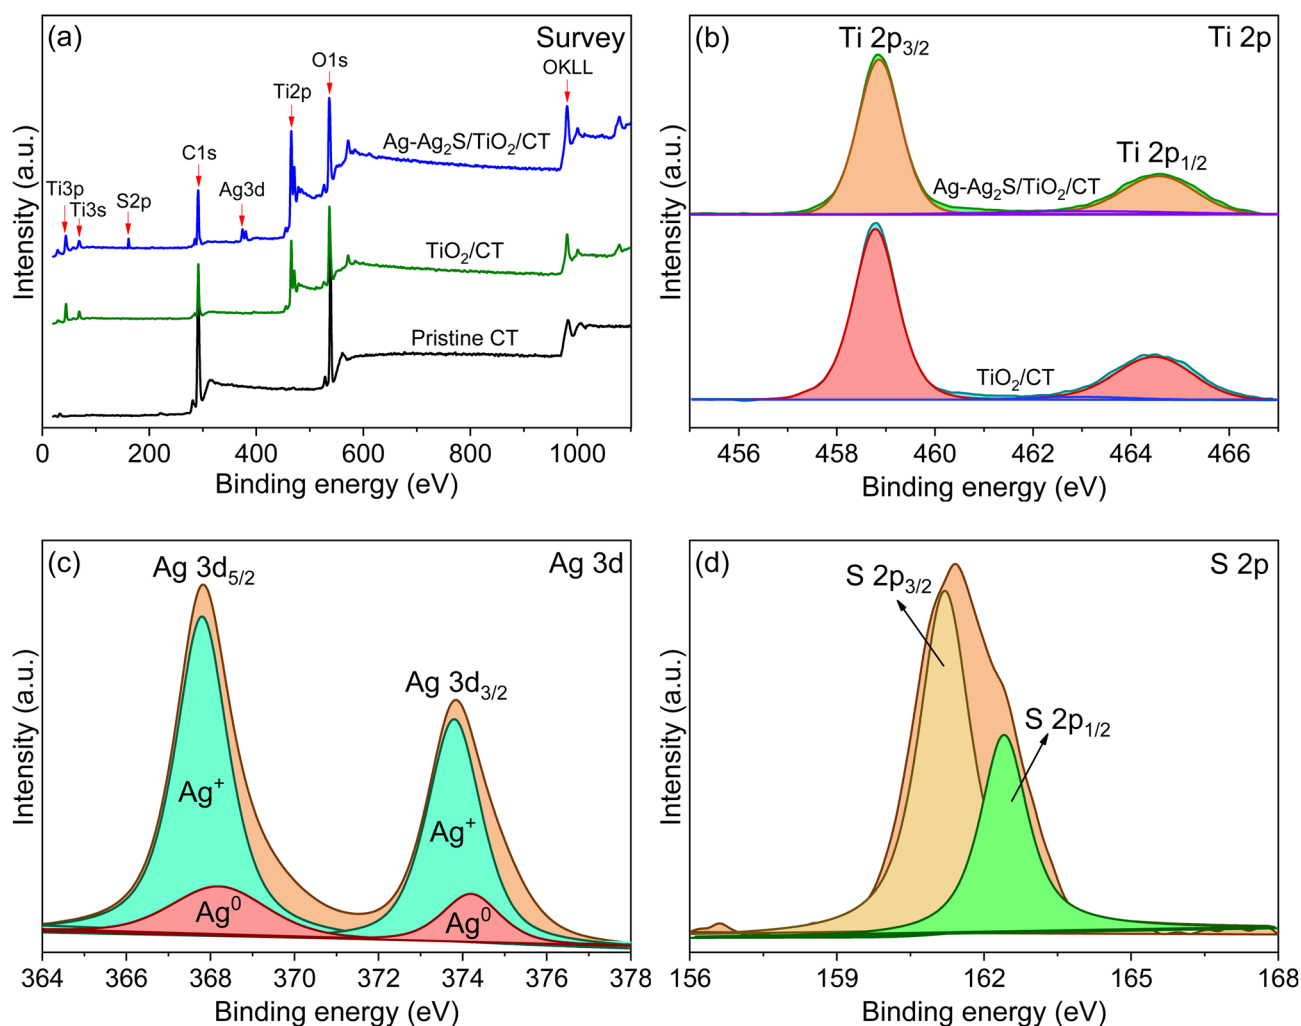 (a)
Survey
O1s
OKLL
Ti2p
Ag-Ag₂S/TiO₂/CT
C1s
Ti3p
Ti3s
S2p
Ag3d
TiO₂/CT
Pristine CT
Intensity (a.u.)
0 200 400 600 800 1000
Binding energy (eV)
(b)
Ti 2p₃/₂
Ti 2p
Ti 2p₁/₂
Ag-Ag₂S/TiO₂/CT
TiO₂/CT
Intensity (a.u.)
456 458 460 462 464 466
Binding energy (eV)
(c)
Ag 3d₅/₂
Ag 3d
Ag 3d₃/₂
Ag⁺
Ag⁺
Ag⁰
Ag⁰
Intensity (a.u.)
364 366 368 370 372 374 376 378
Binding energy (eV)
(d)
S 2p₃/₂
S 2p
S 2p₁/₂
Intensity (a.u.)
156 159 162 165 168
Binding energy (eV)